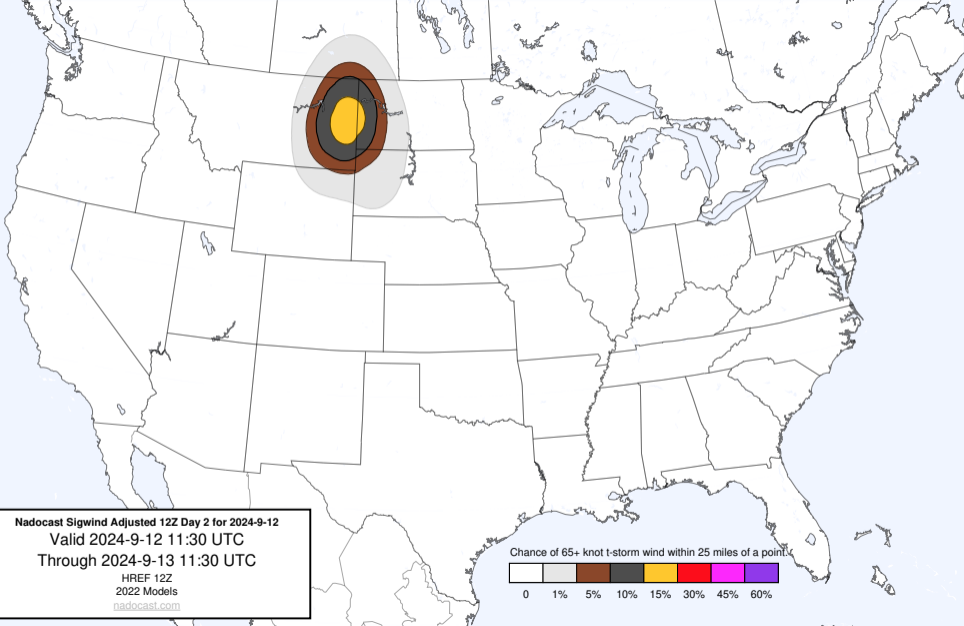 Nadocast Sigwind Adjusted 12Z Day 2 for 2024-9-12
Valid 2024-9-12 11:30 UTC
Through 2024-9-13 11:30 UTC
HREF 12Z
2022 Models
nadocast.com
Chance of 65+ knot t-storm wind within 25 miles of a point.
0 1% 5% 10% 15% 30% 45% 60%